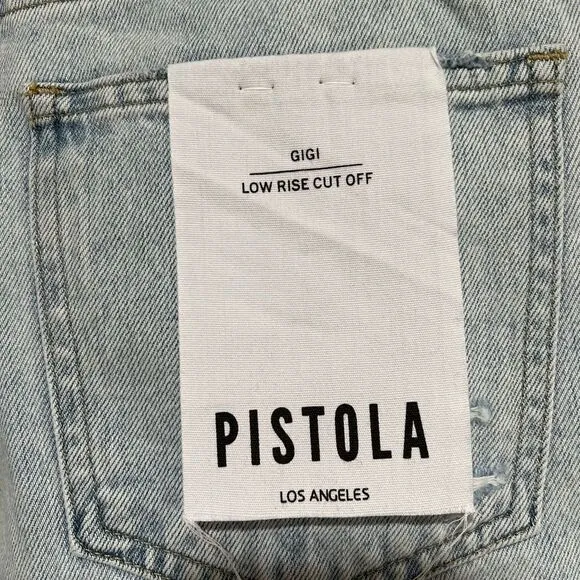 GIGI
LOW RISE CUT OFF
PISTOLA
LOS ANGELES